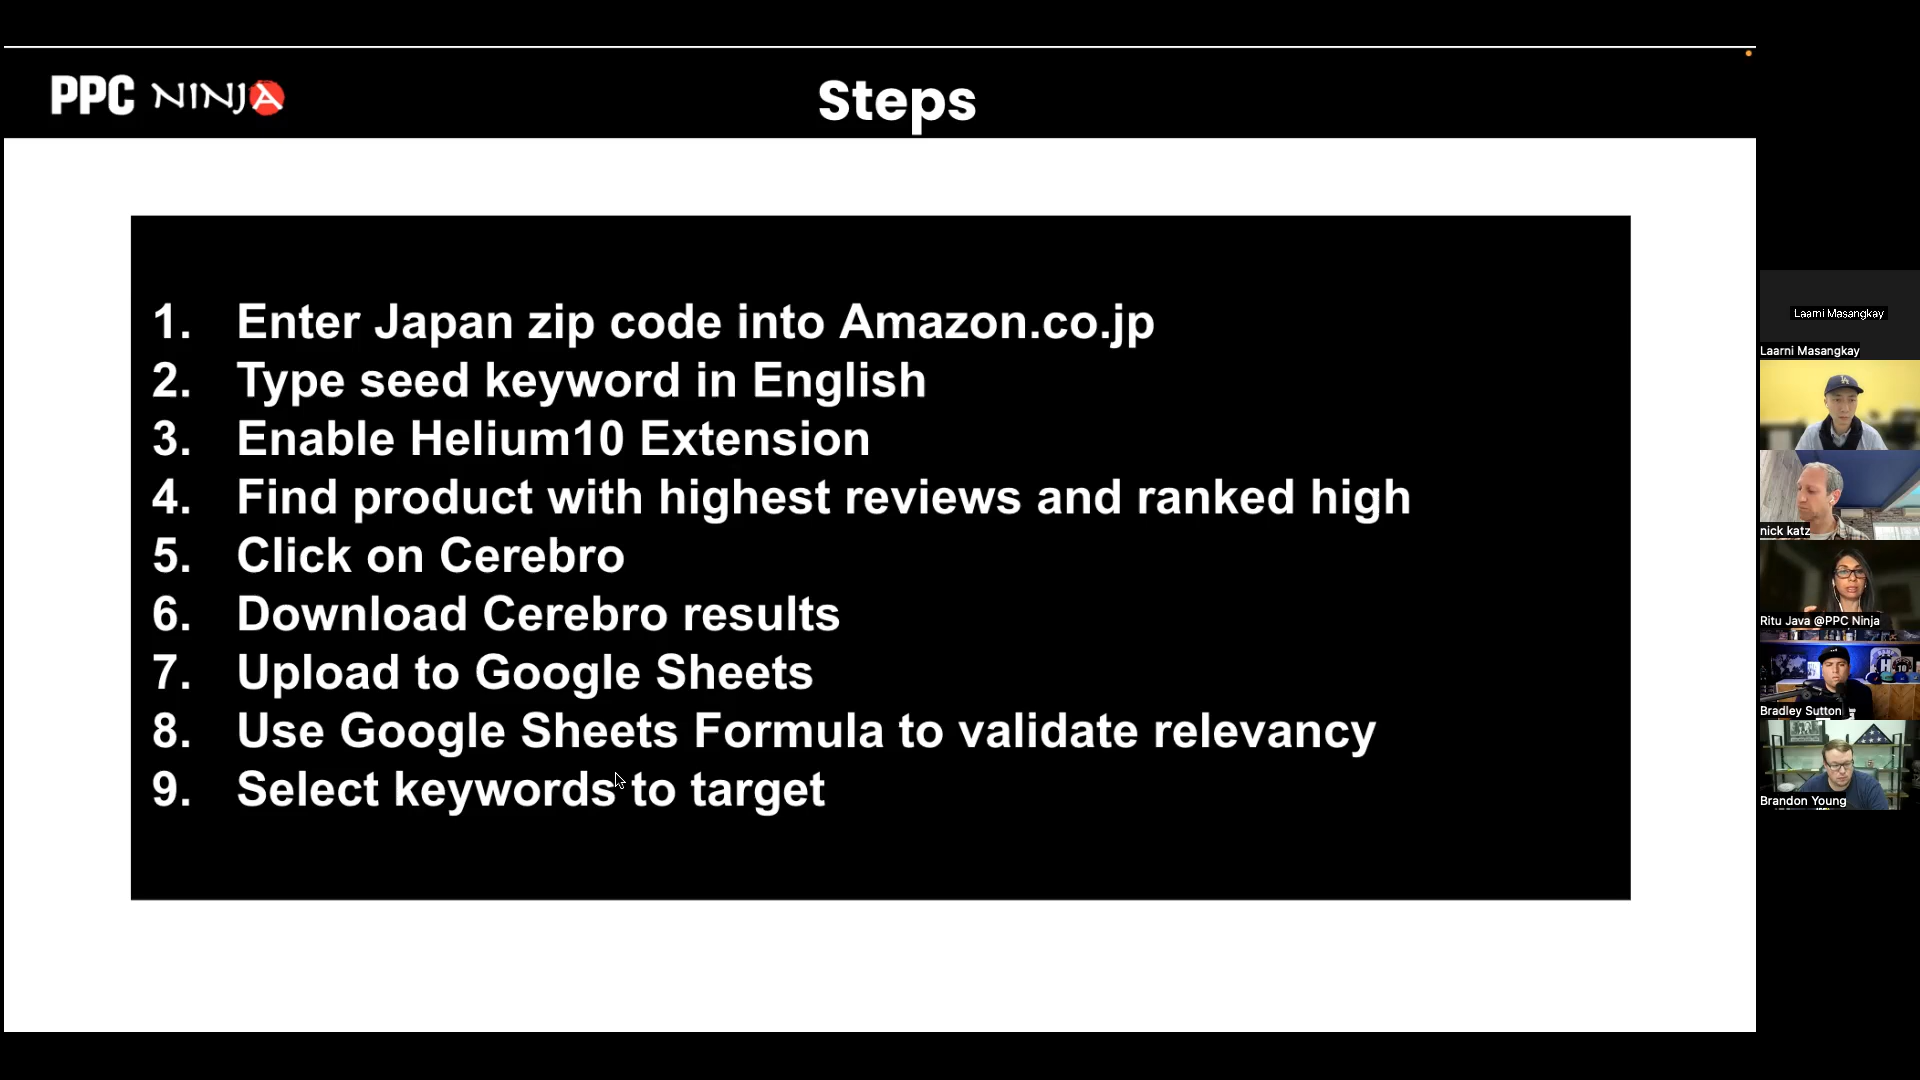 PPC NINJA
Steps
1. Enter Japan zip code into Amazon.co.jp
2. Type seed keyword in English
3. Enable Helium10 Extension
4. Find product with highest reviews and ranked high
5. Click on Cerebro
6. Download Cerebro results
7. Upload to Google Sheets
8. Use Google Sheets Formula to validate relevancy
9. Select keywords to target
Laarni Masangkay
Laarni Masangkay
nick katz
Ritu Java @PPC Ninja
Bradley Sutton
Brandon Young